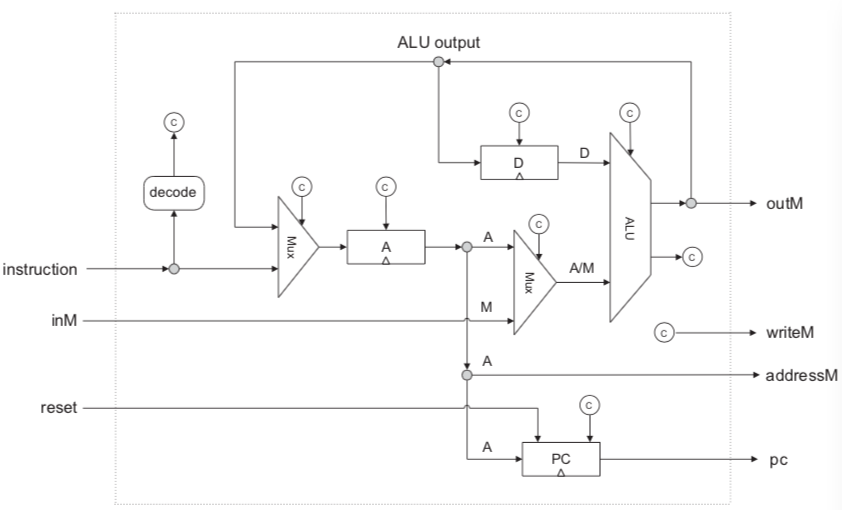 ALU output
c
c
c
D
D
decode
c
c
ALU
outM
Mux
A
A
c
Mux
A/M
c
instruction
inM
M
c
writeM
A
addressM
reset
c
A
PC
pc